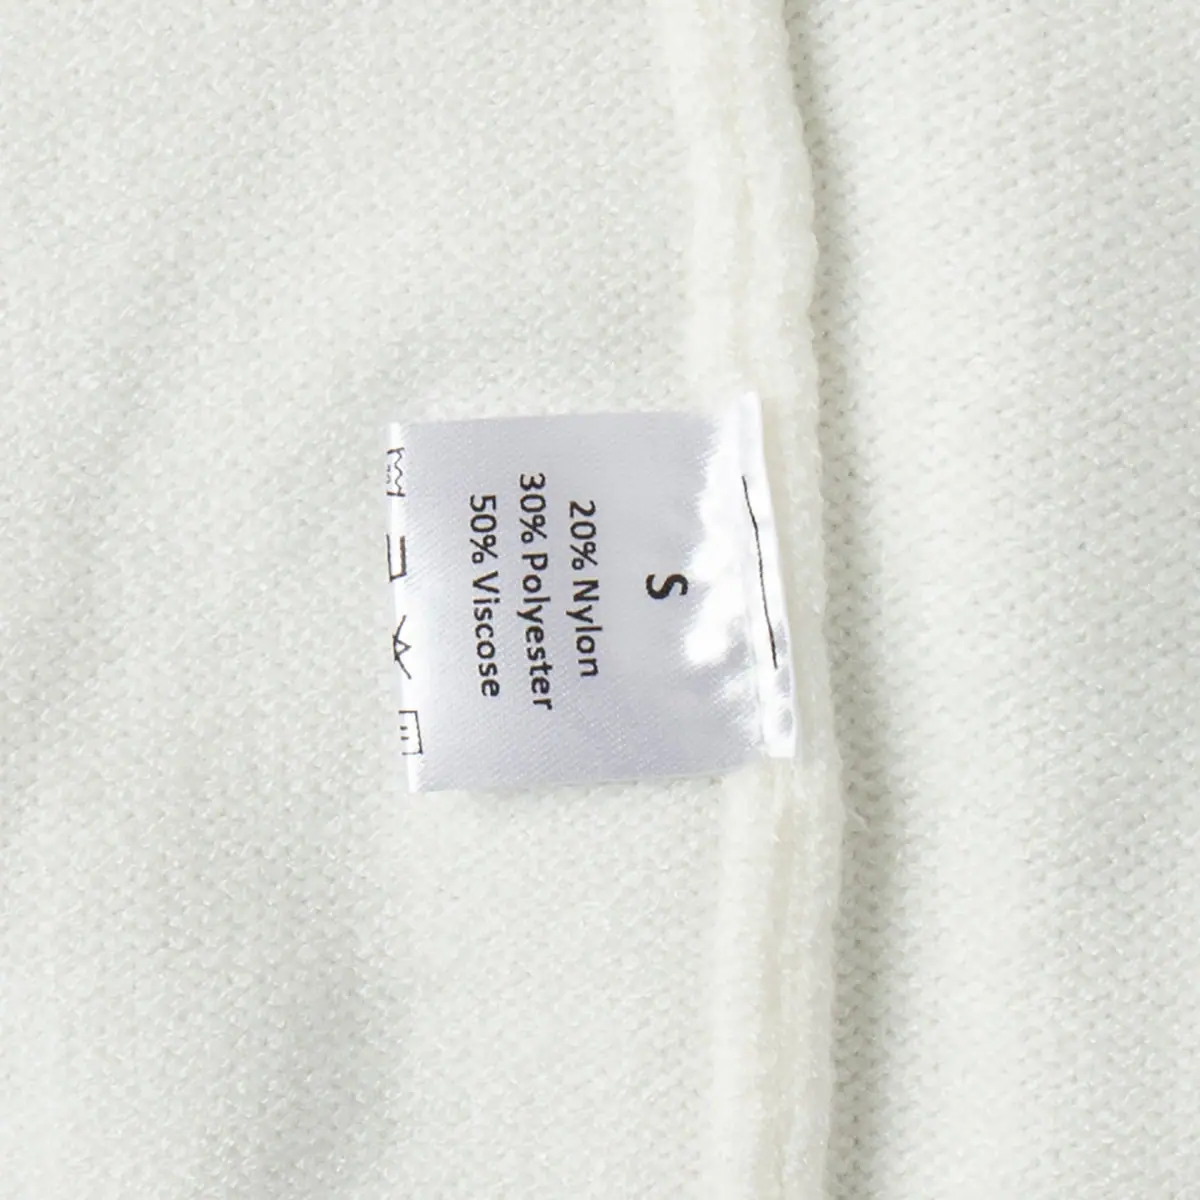 S
20% Nylon
30% Polyester
50% Viscose